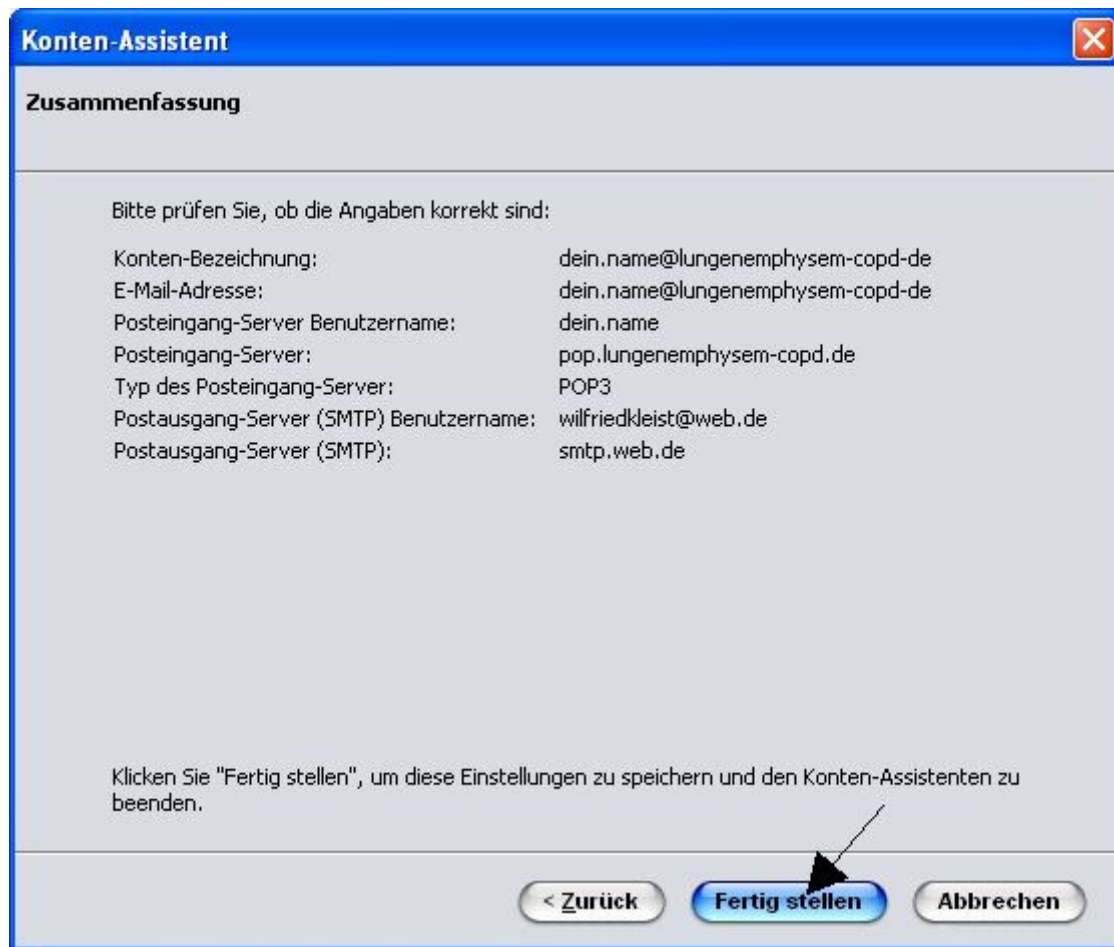 Konten-Assistent
Zusammenfassung
Bitte prüfen Sie, ob die Angaben korrekt sind:
Konten-Bezeichnung: dein.name@lungenemphysem-copd-de
E-Mail-Adresse: dein.name@lungenemphysem-copd-de
Posteingang-Server Benutzername: dein.name
Posteingang-Server: pop.lungenemphysem-copd.de
Typ des Posteingang-Server: POP3
Postausgang-Server (SMTP) Benutzername: wilfriedkleist@web.de
Postausgang-Server (SMTP): smtp.web.de
Klicken Sie "Fertig stellen", um diese Einstellungen zu speichern und den Konten-Assistenten zu
beenden.
< Zurück Fertig stellen Abbrechen